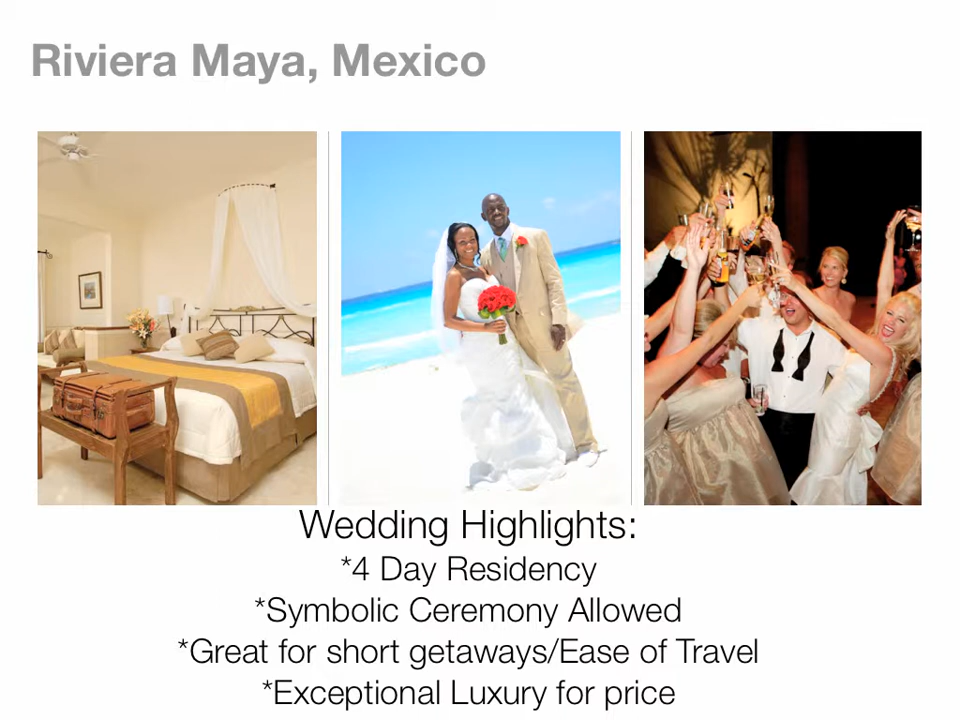 Riviera Maya, Mexico
Wedding Highlights:
*4 Day Residency
*Symbolic Ceremony Allowed
*Great for short getaways/Ease of Travel
*Exceptional Luxury for price